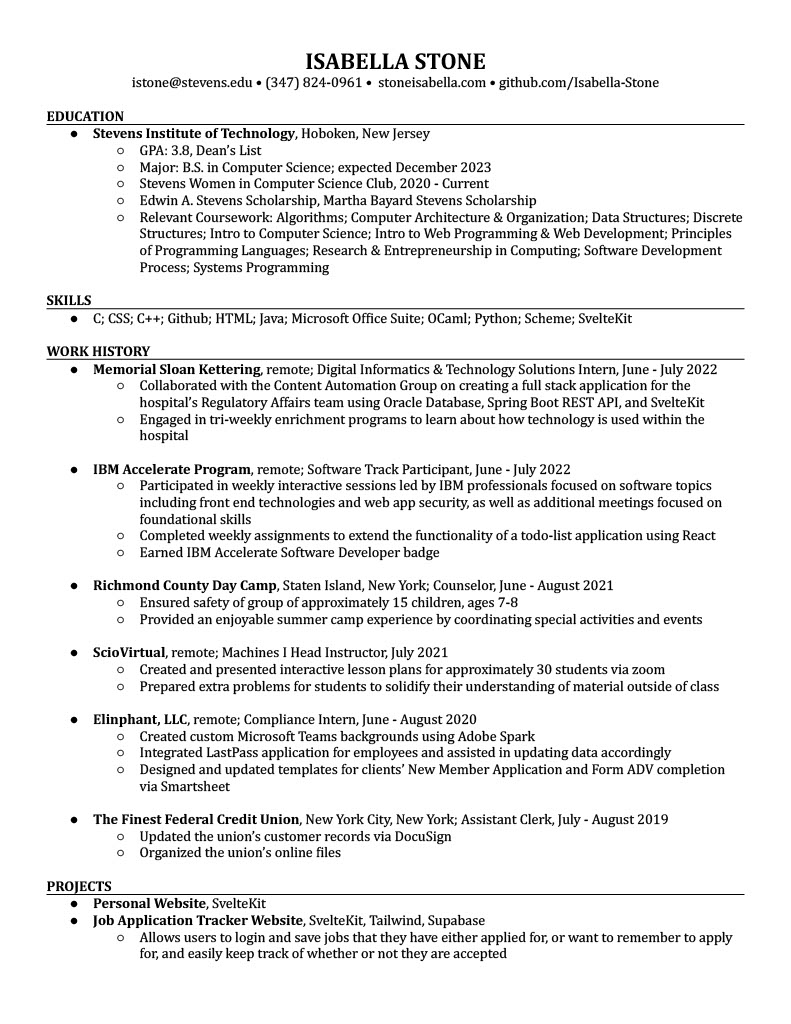 ISABELLA STONE
istone@stevens.edu • (347) 824-0961 • stoneisabella.com • github.com/Isabella-Stone
EDUCATION
● Stevens Institute of Technology, Hoboken, New Jersey
○ GPA: 3.8, Dean's List
○ Major: B.S. in Computer Science; expected December 2023
○ Stevens Women in Computer Science Club, 2020 - Current
○ Edwin A. Stevens Scholarship, Martha Bayard Stevens Scholarship
○ Relevant Coursework: Algorithms; Computer Architecture & Organization; Data Structures; Discrete
Structures; Intro to Computer Science; Intro to Web Programming & Web Development; Principles
of Programming Languages; Research & Entrepreneurship in Computing; Software Development
Process; Systems Programming
SKILLS
● C; CSS; C++; Github; HTML; Java; Microsoft Office Suite; OCaml; Python; Scheme; SvelteKit
WORK HISTORY
● Memorial Sloan Kettering, remote; Digital Informatics & Technology Solutions Intern, June - July 2022
○ Collaborated with the Content Automation Group on creating a full stack application for the
hospital's Regulatory Affairs team using Oracle Database, Spring Boot REST API, and SvelteKit
○ Engaged in tri-weekly enrichment programs to learn about how technology is used within the
hospital
● IBM Accelerate Program, remote; Software Track Participant, June - July 2022
○ Participated in weekly interactive sessions led by IBM professionals focused on software topics
including front end technologies and web app security, as well as additional meetings focused on
foundational skills
○ Completed weekly assignments to extend the functionality of a todo-list application using React
○ Earned IBM Accelerate Software Developer badge
● Richmond County Day Camp, Staten Island, New York; Counselor, June - August 2021
○ Ensured safety of group of approximately 15 children, ages 7-8
○ Provided an enjoyable summer camp experience by coordinating special activities and events
● ScioVirtual, remote; Machines I Head Instructor, July 2021
○ Created and presented interactive lesson plans for approximately 30 students via zoom
○ Prepared extra problems for students to solidify their understanding of material outside of class
● Elinphant, LLC, remote; Compliance Intern, June - August 2020
○ Created custom Microsoft Teams backgrounds using Adobe Spark
○ Integrated LastPass application for employees and assisted in updating data accordingly
○ Designed and updated templates for clients' New Member Application and Form ADV completion
via Smartsheet
● The Finest Federal Credit Union, New York City, New York; Assistant Clerk, July - August 2019
○ Updated the union's customer records via DocuSign
○ Organized the union's online files
PROJECTS
● Personal Website, SvelteKit
● Job Application Tracker Website, SvelteKit, Tailwind, Supabase
○ Allows users to login and save jobs that they have either applied for, or want to remember to apply
for, and easily keep track of whether or not they are accepted